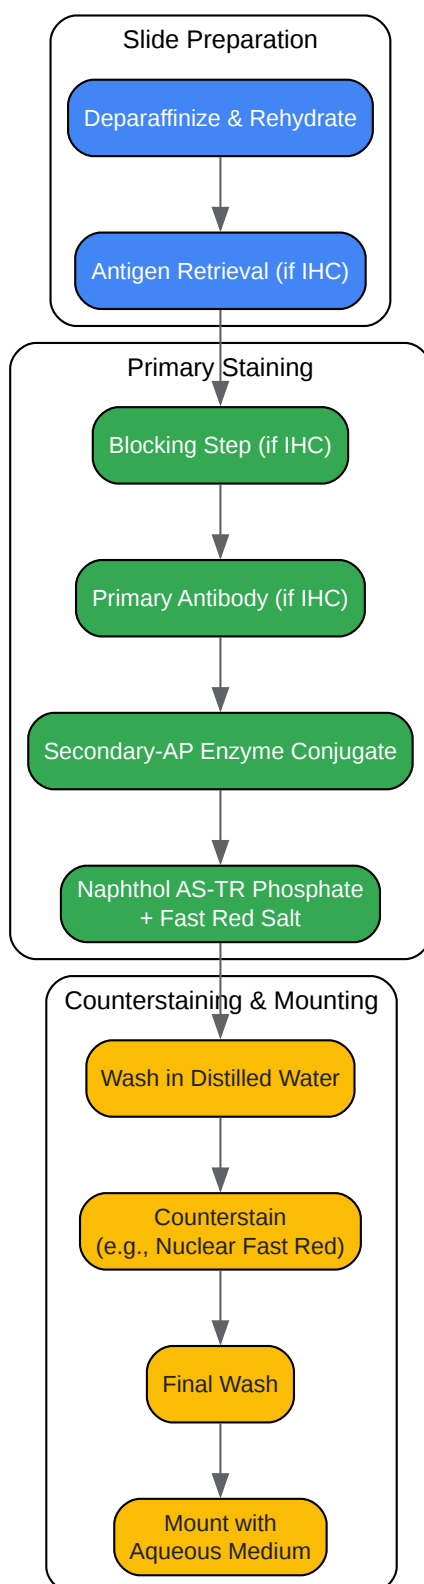 Slide Preparation
Deparaffinize & Rehydrate
Antigen Retrieval (if IHC)
Primary Staining
Blocking Step (if IHC)
Primary Antibody (if IHC)
Secondary-AP Enzyme Conjugate
Naphthol AS-TR Phosphate
+ Fast Red Salt
Counterstaining & Mounting
Wash in Distilled Water
Counterstain
(e.g., Nuclear Fast Red)
Final Wash
Mount with
Aqueous Medium